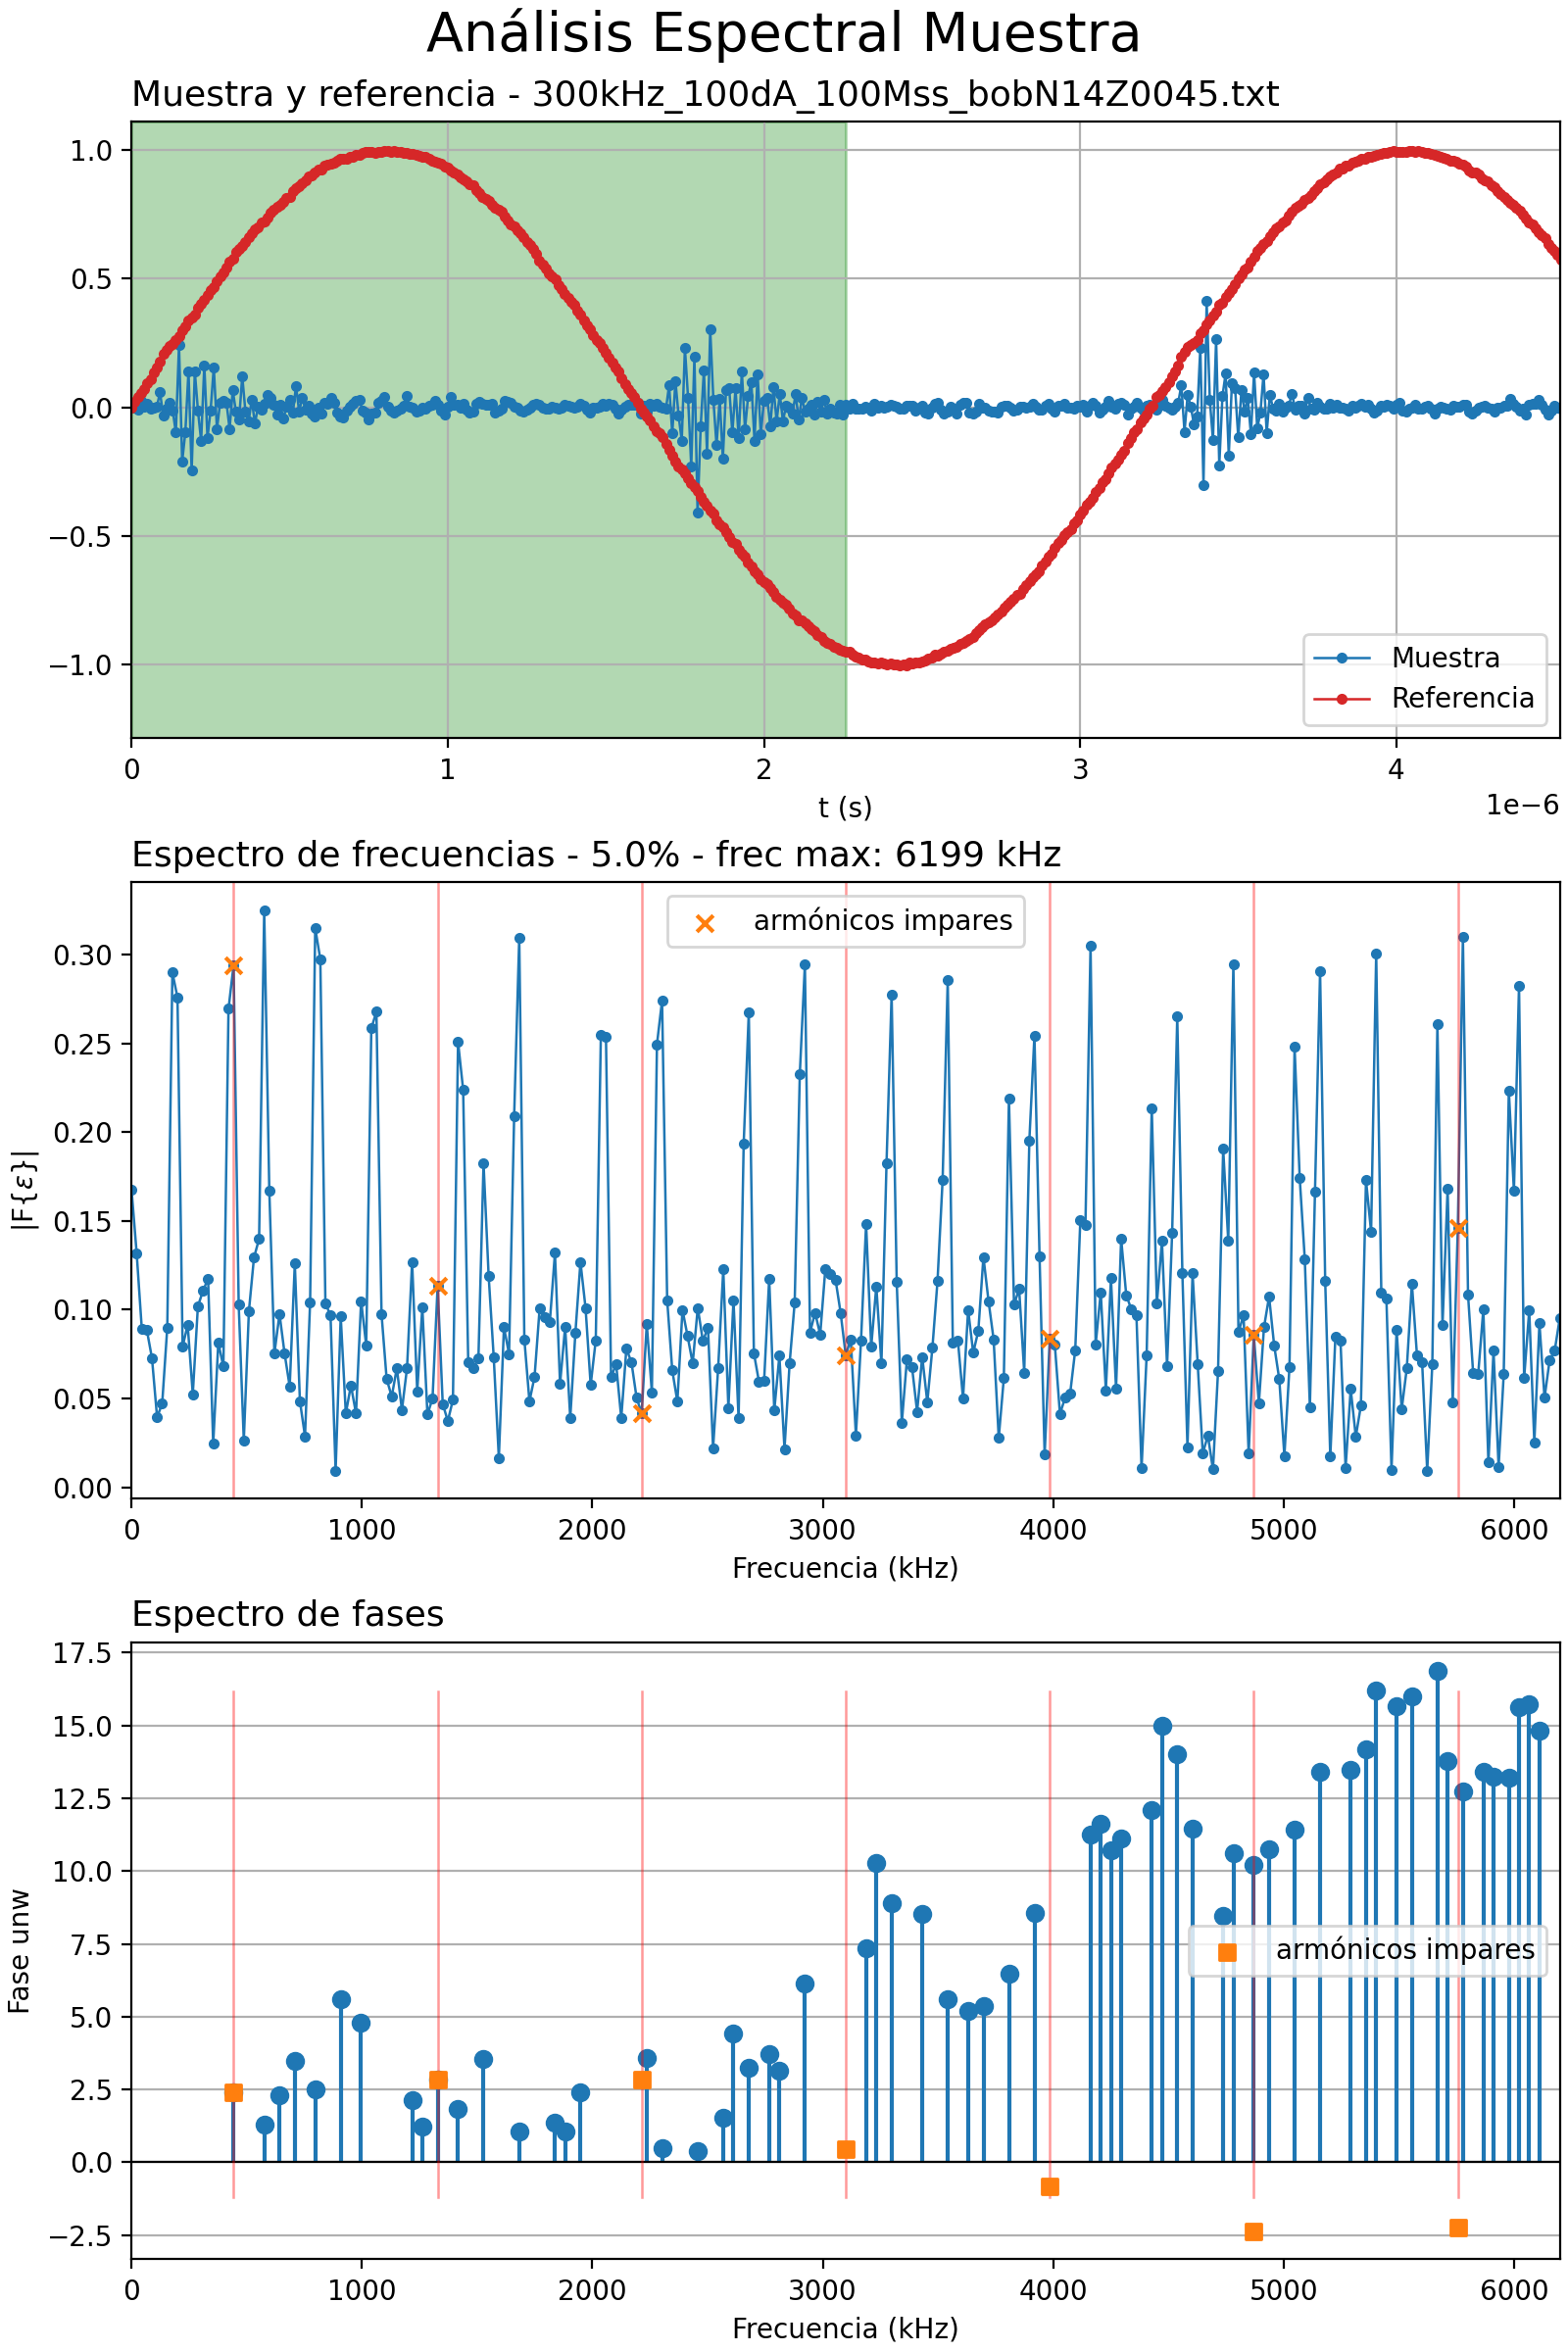 Análisis Espectral Muestra
Muestra y referencia - 300kHz_100dA_100Mss_bobN14Z0045.txt
1.0
0.5
0.0
−0.5
−1.0
Muestra
Referencia
0 1 2 3 4
t (s)
1e−6
Espectro de frecuencias - 5.0% - frec max: 6199 kHz
armónicos impares
0.30
0.25
0.20
0.15
0.10
0.05
0.00
|F{ε}|
0 1000 2000 3000 4000 5000 6000
Frecuencia (kHz)
Espectro de fases
17.5
15.0
12.5
10.0
7.5
5.0
2.5
0.0
−2.5
Fase unw
armónicos impares
0 1000 2000 3000 4000 5000 6000
Frecuencia (kHz)